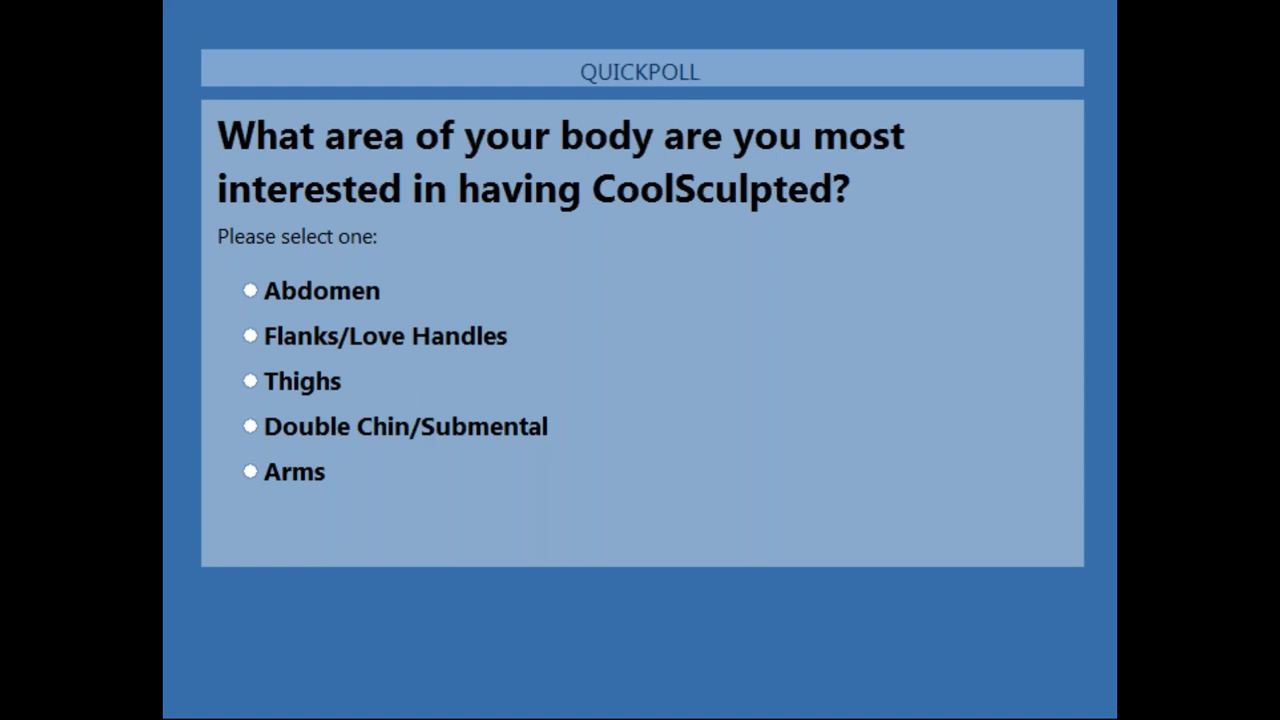 QUICKPOLL
What area of your body are you most
interested in having CoolSculpted?
Please select one:
Abdomen
Flanks/Love Handles
Thighs
Double Chin/Submental
Arms